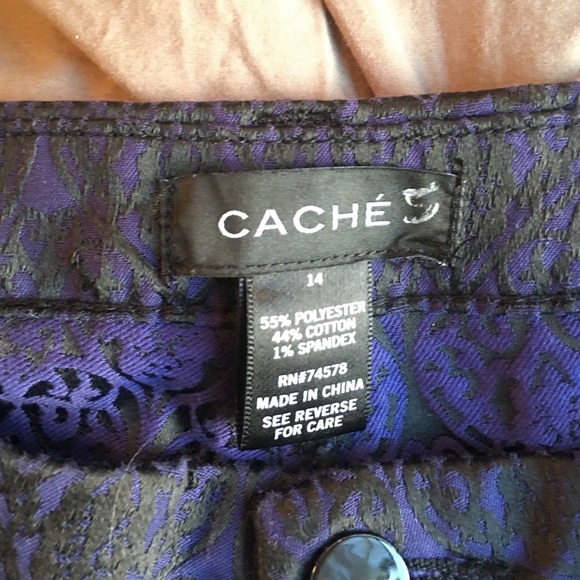 CACHÉ
14
55% POLYESTER
44% COTTON
1% SPANDEX
RN#74578
MADE IN CHINA
SEE REVERSE
FOR CARE